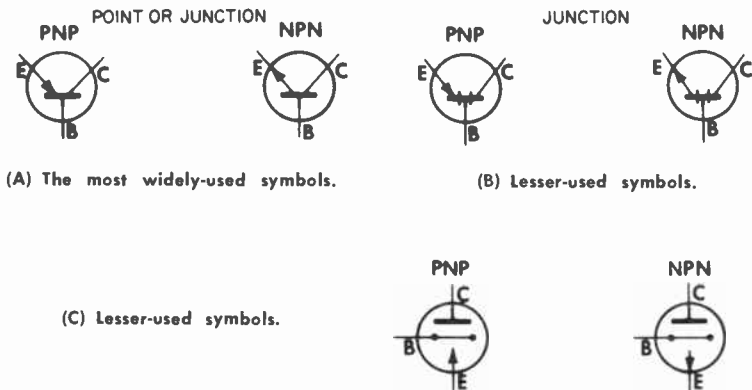 POINT OR JUNCTION
JUNCTION
PNP
NPN
PNP
NPN
E
C
B
E
C
B
E
C
B
E
C
B
(A) The most widely-used symbols.
(B) Lesser-used symbols.
PNP
NPN
(C) Lesser-used symbols.
C
B
E
C
B
E